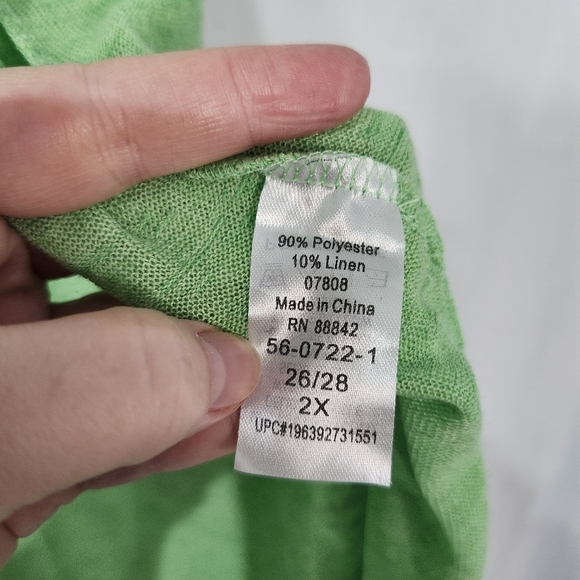 90% Polyester
10% Linen
07808
Made in China
RN 88842
56-0722-1
26/28
2X
UPC#196392731551